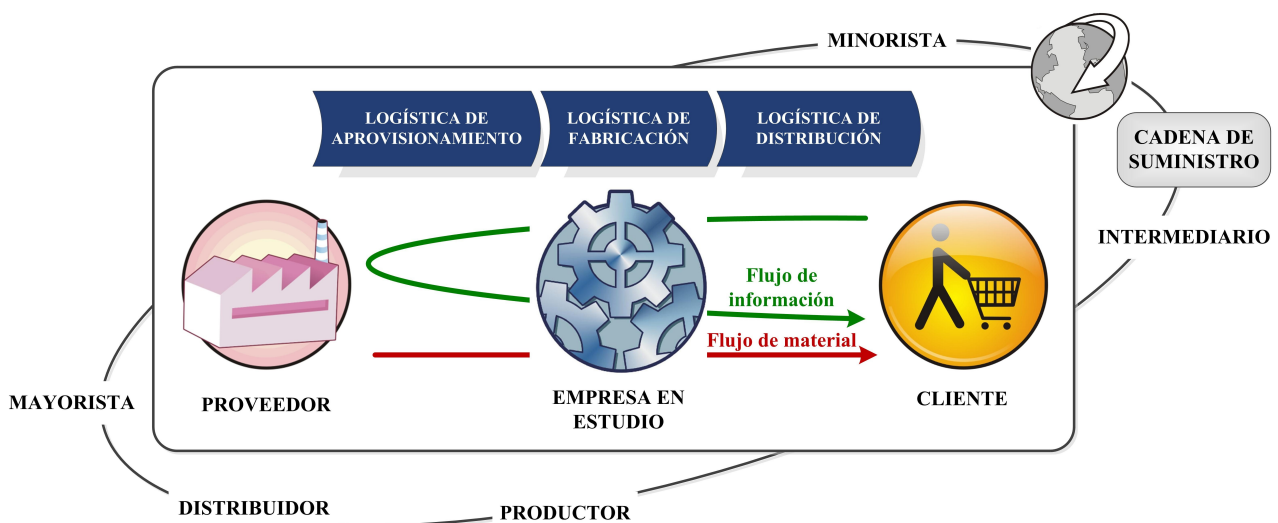 MINORISTA
LOGÍSTICA DE
APROVISIONAMIENTO
LOGÍSTICA DE
FABRICACIÓN
LOGÍSTICA DE
DISTRIBUCIÓN
CADENA DE
SUMINISTRO
INTERMEDIARIO
Flujo de
información
Flujo de material
MAYORISTA
PROVEEDOR
EMPRESA EN
ESTUDIO
CLIENTE
DISTRIBUIDOR
PRODUCTOR